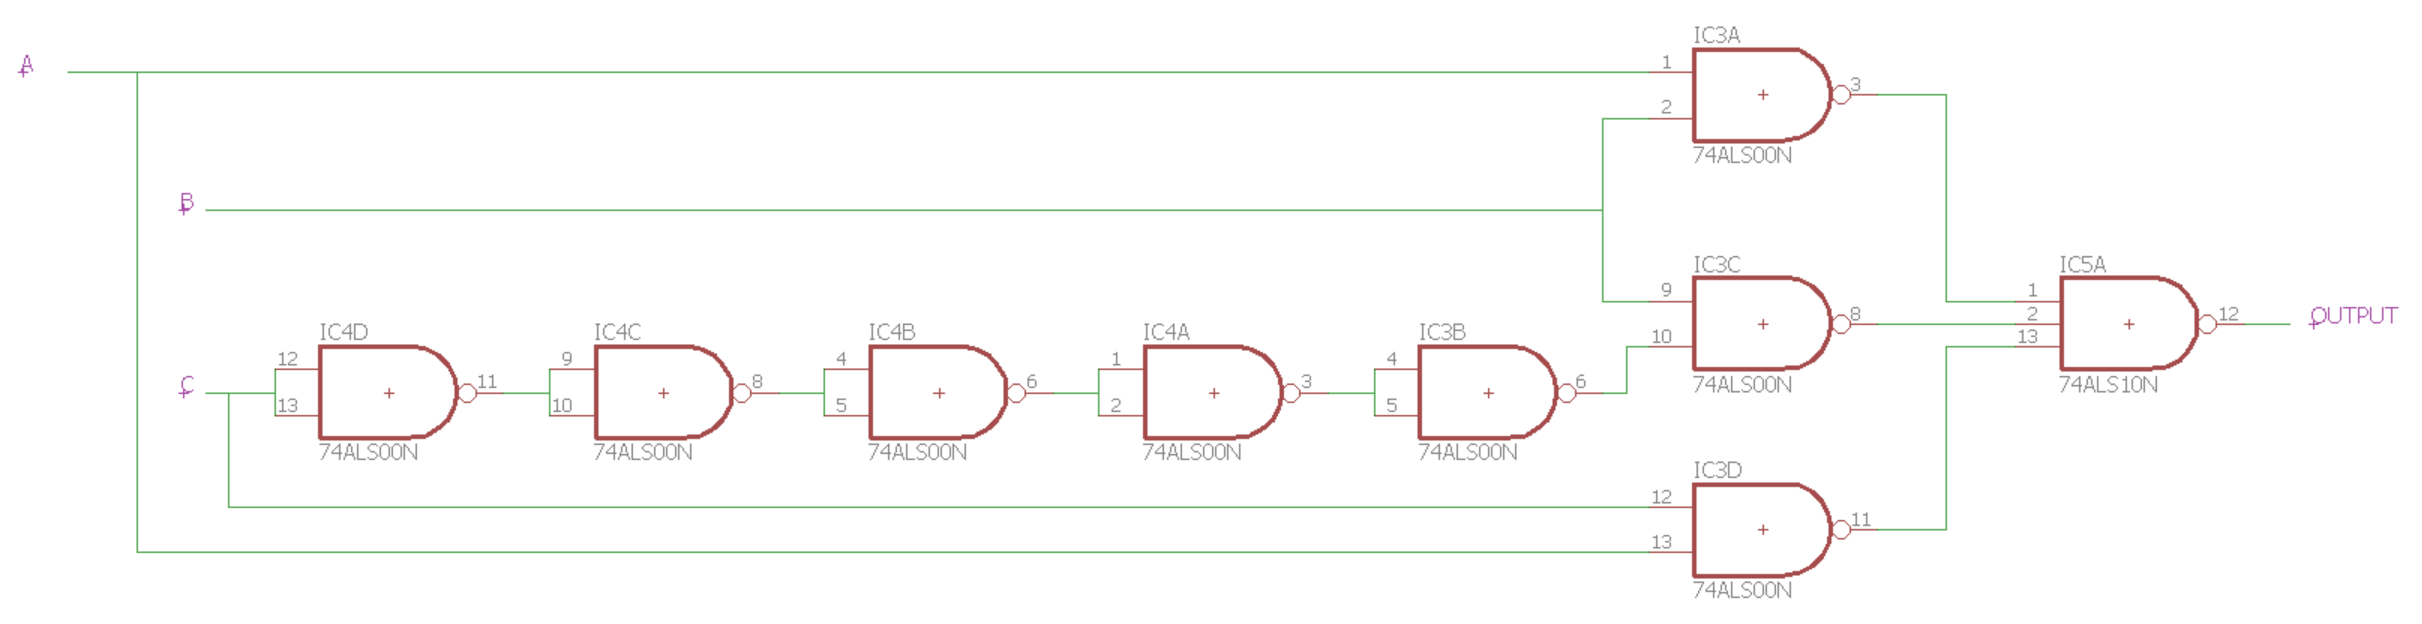 A
IC3A
1
2
3
74ALS00N
B
IC3C
9
10
8
74ALS00N
IC5A
1
2
13
12
74ALS10N
OUTPUT
C
IC4D
12
13
11
74ALS00N
IC4C
9
10
8
74ALS00N
IC4B
4
5
6
74ALS00N
IC4A
1
2
3
74ALS00N
IC3B
4
5
6
74ALS00N
IC3D
12
13
11
74ALS00N